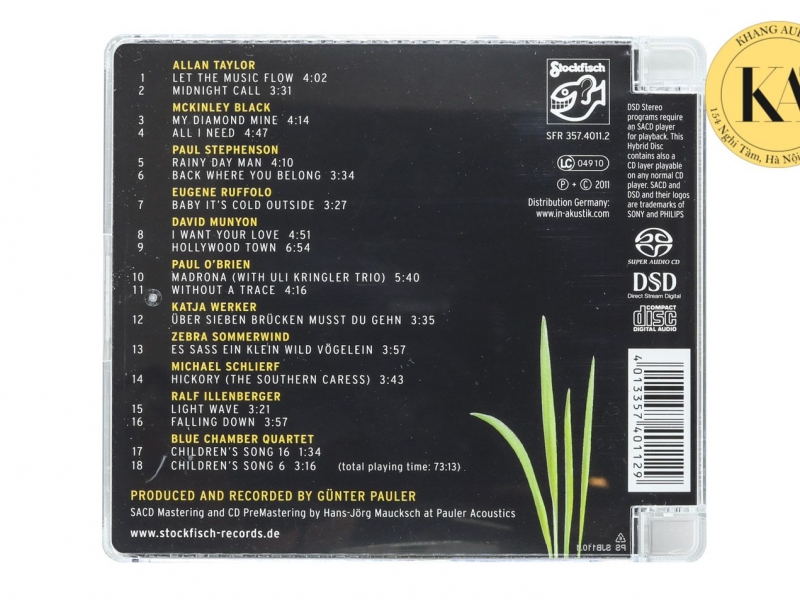 ALLAN TAYLOR
1 LET THE MUSIC FLOW 4:02
2 MIDNIGHT CALL 3:31
MCKINLEY BLACK
3 MY DIAMOND MINE 4:14
4 ALL I NEED 4:47
PAUL STEPHENSON
5 RAINY DAY MAN 4:10
6 BACK WHERE YOU BELONG 3:34
EUGENE RUFFOLO
7 BABY IT'S COLD OUTSIDE 3:27
DAVID MUNYON
8 I WANT YOUR LOVE 4:51
9 HOLLYWOOD TOWN 6:54
PAUL O'BRIEN
10 MADRONA (WITH ULI KRINGLER TRIO) 5:40
11 WITHOUT A TRACE 4:16
KATJA WERKER
12 ÜBER SIEBEN BRÜCKEN MUSST DU GEHN 3:35
ZEBRA SOMMERWIND
13 ES SASS EIN KLEIN WILD VÖGELEIN 3:57
MICHAEL SCHLIERF
14 HICKORY (THE SOUTHERN CARESS) 3:43
RALF ILLENBERGER
15 LIGHT WAVE 3:21
16 FALLING DOWN 3:57
BLUE CHAMBER QUARTET
17 CHILDREN'S SONG 16 1:34
18 CHILDREN'S SONG 6 3:16 (total playing time: 73:13)
PRODUCED AND RECORDED BY GÜNTER PAULER
SACD Mastering and CD PreMastering by Hans-Jörg Maucksch at Pauler Acoustics
www.stockfisch-records.de
Stockfisch
SFR 357.4011.2
LC 04910
Ⓟ + © 2011
Distribution Germany:
www.in-akustik.com
DSD Stereo
programs require
an SACD player
for playback. This
Hybrid Disc
contains also a
CD layer playable
on any normal CD
player. SACD and
DSD and their logos
are trademarks of
SONY and PHILIPS
SUPER AUDIO CD
DSD
Direct Stream Digital
COMPACT
disc
DIGITAL AUDIO
4013357401129
PS SJB110.1
KHANG AU
KA
154 Nghi Tàm, Hà Nội